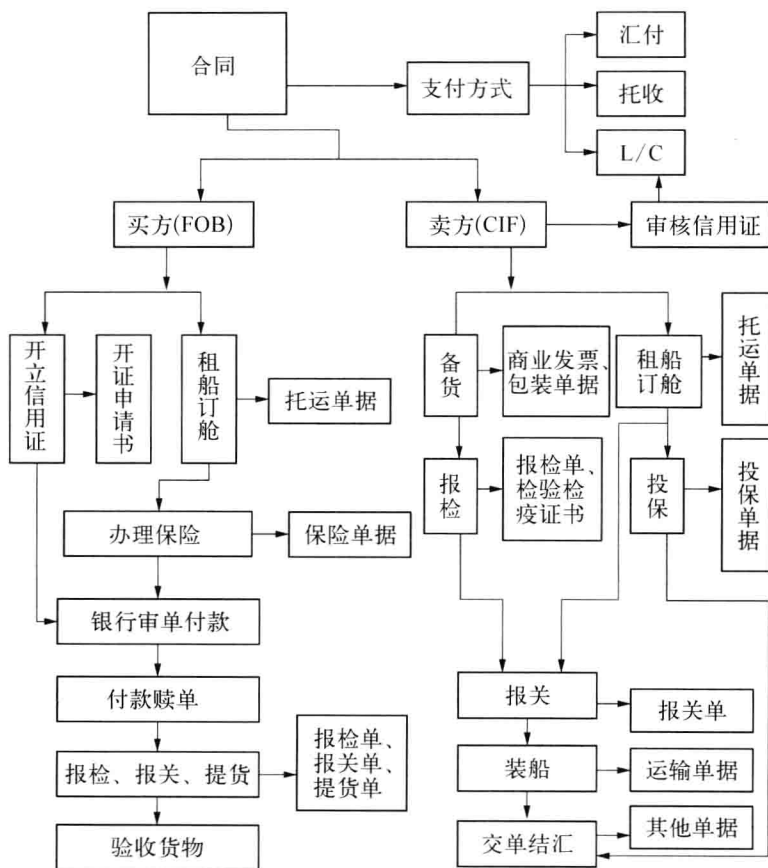 合同
支付方式
汇付
托收
L/C
买方(FOB)
卖方(CIF)
审核信用证
开立信用证
开证申请书
租船订舱
托运单据
备货
商业发票、
包装单据
租船
订舱
托运单据
报检
报检单、
检验检
疫证书
投保
投保单据
办理保险
保险单据
银行审单付款
付款赎单
报检、报关、提货
报检单、
报关单、
提货单
验收货物
报关
报关单
装船
运输单据
交单结汇
其他单据